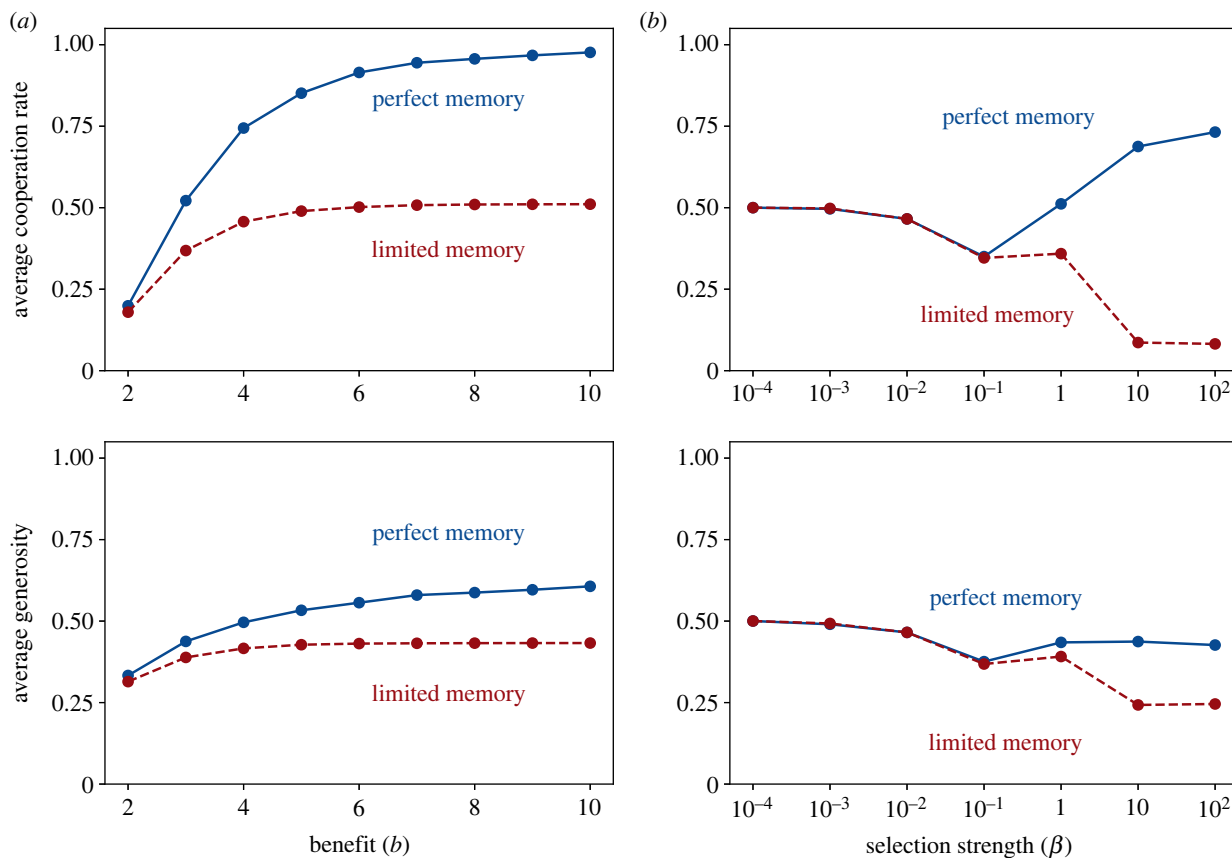 (a)
average cooperation rate
1.00
0.75
0.50
0.25
0
perfect memory
limited memory
2 4 6 8 10
(b)
1.00
0.75
0.50
0.25
0
perfect memory
limited memory
10⁻⁴ 10⁻³ 10⁻² 10⁻¹ 1 10 10²
average generosity
1.00
0.75
0.50
0.25
0
perfect memory
limited memory
2 4 6 8 10
benefit (b)
1.00
0.75
0.50
0.25
0
perfect memory
limited memory
10⁻⁴ 10⁻³ 10⁻² 10⁻¹ 1 10 10²
selection strength (β)